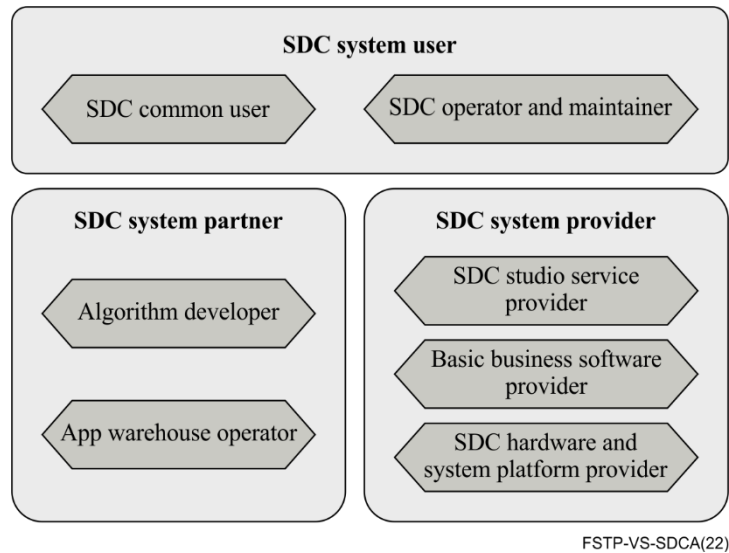 SDC system user
SDC common user
SDC operator and maintainer
SDC system partner
Algorithm developer
App warehouse operator
SDC system provider
SDC studio service
provider
Basic business software
provider
SDC hardware and
system platform provider
FSTP-VS-SDCA(22)